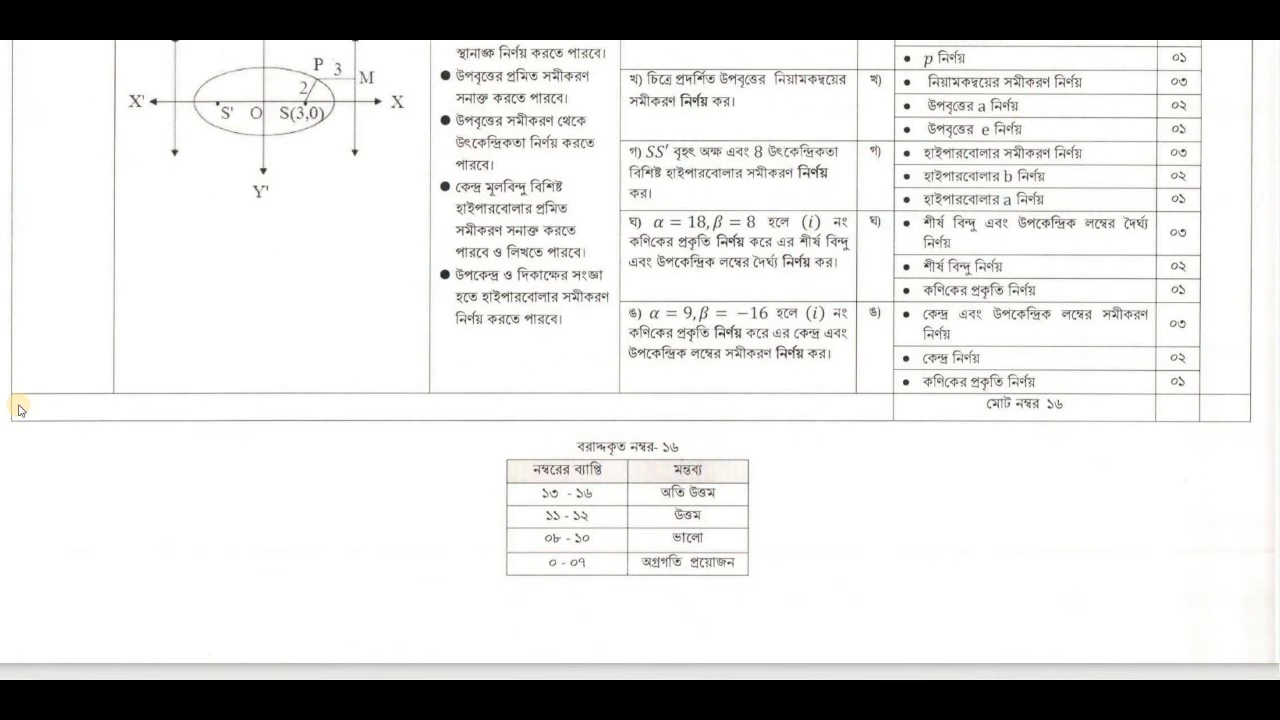 P 3 M
2
X' S' O S(3,0) X
Y'
স্থানাঙ্ক নির্ণয় করতে পারবে।
● উপবৃত্তের প্রমিত সমীকরণ
সনাক্ত করতে পারবে।
● উপবৃত্তের সমীকরণ থেকে
উৎকেন্দ্রিকতা নির্ণয় করতে
পারবে।
● কেন্দ্র মূলবিন্দু বিশিষ্ট
হাইপারবোলার প্রমিত
সমীকরণ সনাক্ত করতে
পারবে ও লিখতে পারবে।
● উপকেন্দ্র ও দিকাক্ষের সংজ্ঞা
হতে হাইপারবোলার সমীকরণ
নির্ণয় করতে পারবে।
খ) চিত্রে প্রদর্শিত উপবৃত্তের নিয়ামকদ্বয়ের
সমীকরণ নির্ণয় কর।
গ) SS′ বৃহৎ অক্ষ এবং 8 উৎকেন্দ্রিকতা
বিশিষ্ট হাইপারবোলার সমীকরণ নির্ণয়
কর।
ঘ) α = 18, β = 8 হলে (i) নং
কণিকের প্রকৃতি নির্ণয় করে এর শীর্ষ বিন্দু
এবং উপকেন্দ্রিক লম্বের দৈর্ঘ্য নির্ণয় কর।
ঙ) α = 9, β = −16 হলে (i) নং
কণিকের প্রকৃতি নির্ণয় করে এর কেন্দ্র এবং
উপকেন্দ্রিক লম্বের সমীকরণ নির্ণয় কর।
● p নির্ণয় ০১
খ) ● নিয়ামকদ্বয়ের সমীকরণ নির্ণয় ০৩
● উপবৃত্তের a নির্ণয় ০২
● উপবৃত্তের e নির্ণয় ০১
গ) ● হাইপারবোলার সমীকরণ নির্ণয় ০৩
● হাইপারবোলার b নির্ণয় ০২
● হাইপারবোলার a নির্ণয় ০১
ঘ) ● শীর্ষ বিন্দু এবং উপকেন্দ্রিক লম্বের দৈর্ঘ্য
নির্ণয় ০৩
● শীর্ষ বিন্দু নির্ণয় ০২
● কণিকের প্রকৃতি নির্ণয় ০১
ঙ) ● কেন্দ্র এবং উপকেন্দ্রিক লম্বের সমীকরণ
নির্ণয় ০৩
● কেন্দ্র নির্ণয় ০২
● কণিকের প্রকৃতি নির্ণয় ০১
মোট নম্বর ১৬
বরাদ্দকৃত নম্বর- ১৬
নম্বরের ব্যাপ্তি মন্তব্য
১৩ - ১৬ অতি উত্তম
১১ - ১২ উত্তম
০৮ - ১০ ভালো
০ - ০৭ অগ্রগতি প্রয়োজন